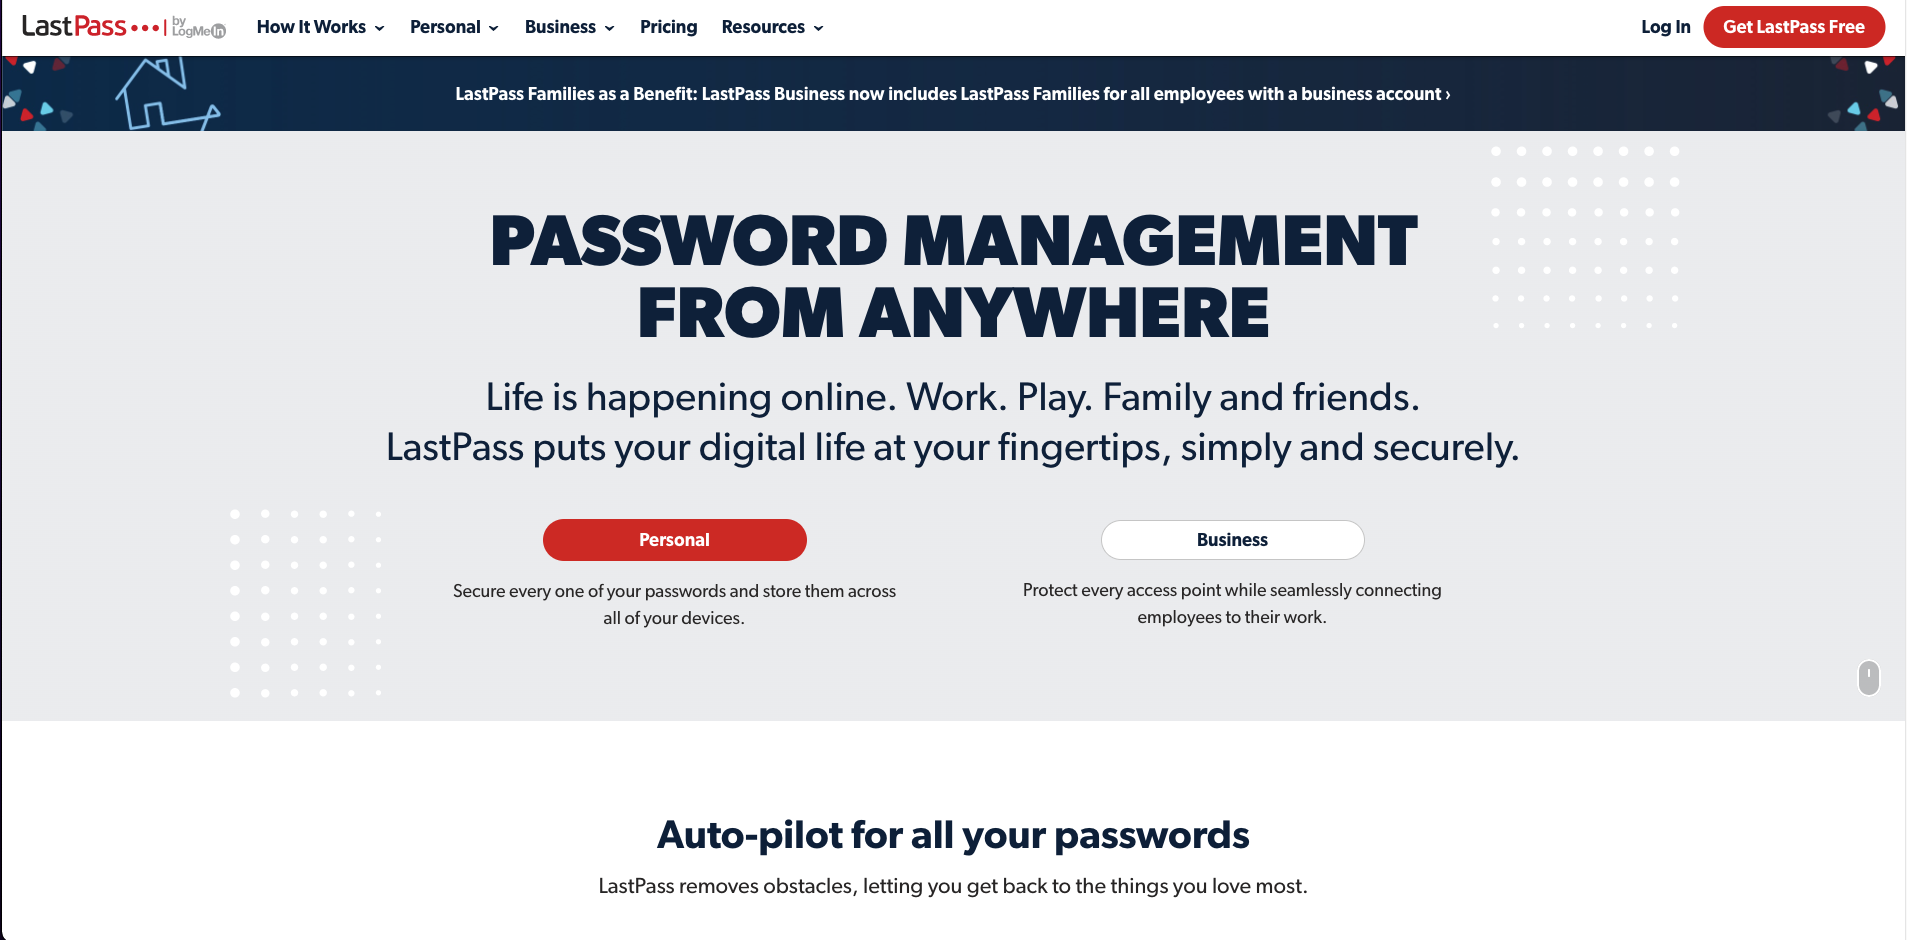 LastPass by LogMeIn
How It Works
Personal
Business
Pricing
Resources
Log In
Get LastPass Free
LastPass Families as a Benefit: LastPass Business now includes LastPass Families for all employees with a business account ›
PASSWORD MANAGEMENT
FROM ANYWHERE
Life is happening online. Work. Play. Family and friends.
LastPass puts your digital life at your fingertips, simply and securely.
Personal
Secure every one of your passwords and store them across
all of your devices.
Business
Protect every access point while seamlessly connecting
employees to their work.
Auto-pilot for all your passwords
LastPass removes obstacles, letting you get back to the things you love most.